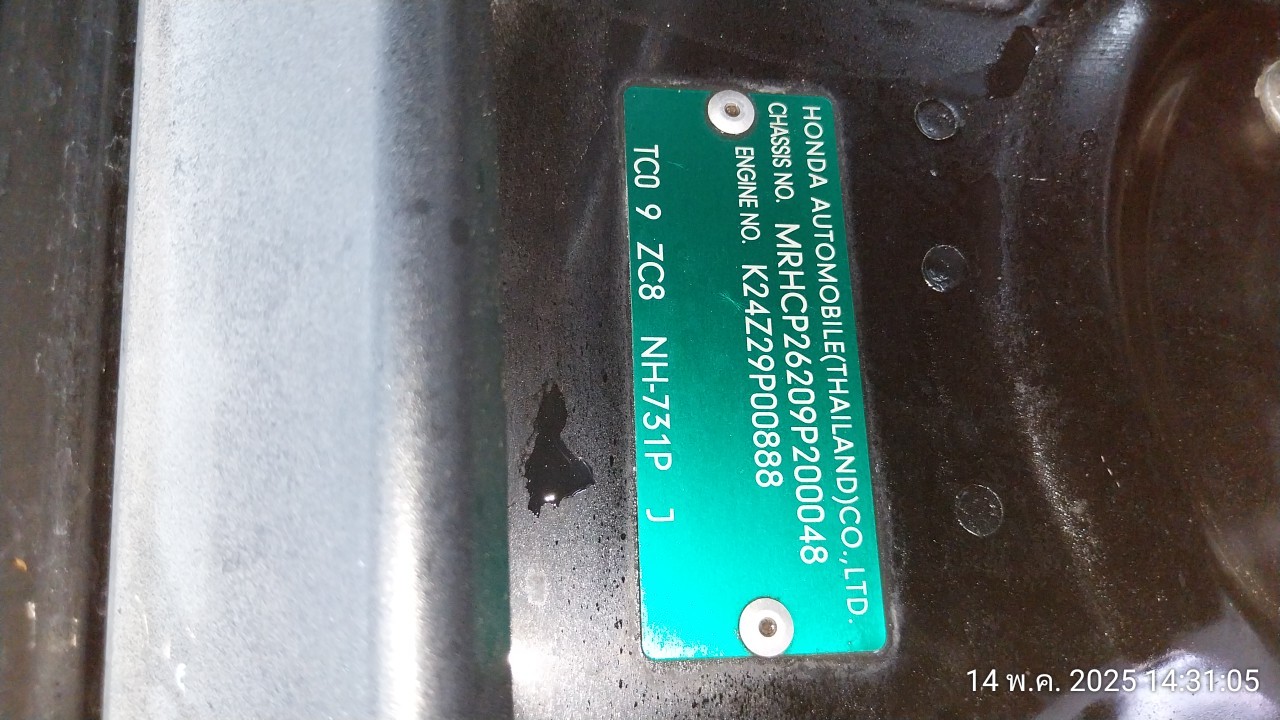 HONDA AUTOMOBILE(THAILAND)CO.,LTD.
CHASSIS NO. MRHCP26209P200048
ENGINE NO. K24Z29P00888
TC0 9 ZC8 NH-731P J
14 พ.ค. 2025 14:31:05